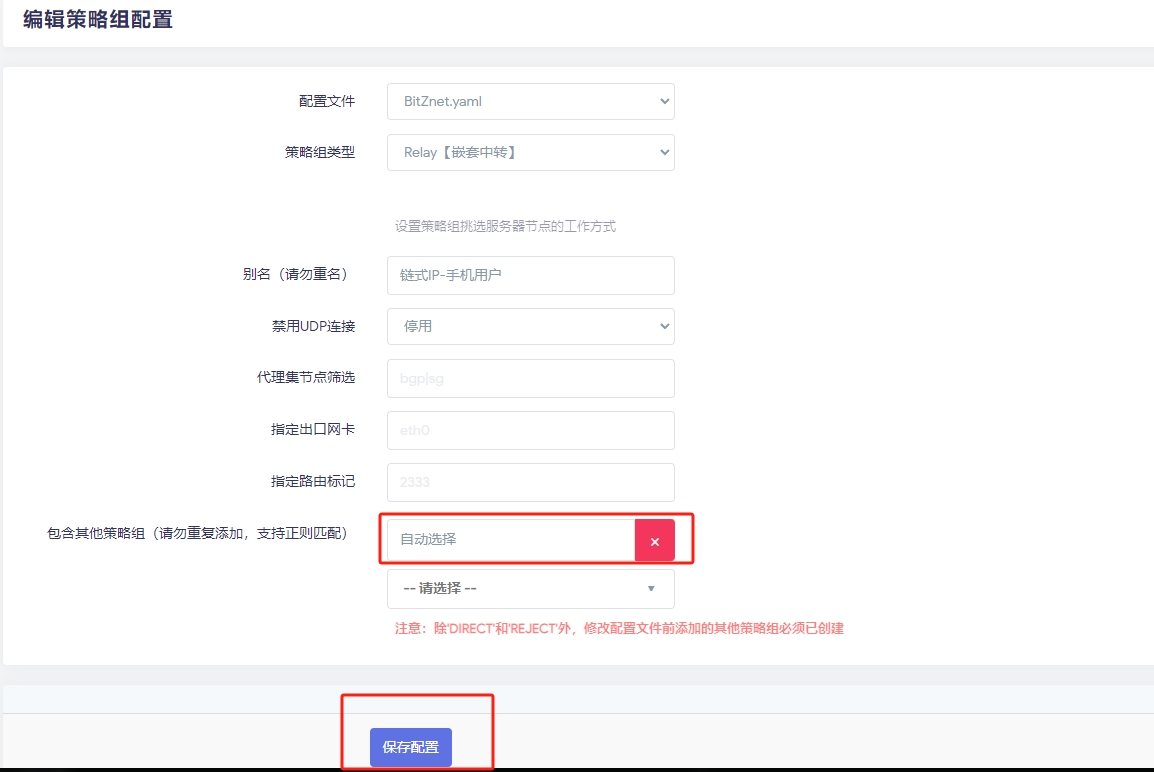 编辑策略组配置
配置文件
BitZnet.yaml
策略组类型
Relay【嵌套中转】
设置策略组挑选服务器节点的工作方式
别名（请勿重名）
链式IP-手机用户
禁用UDP连接
停用
代理集节点筛选
bgp|sg
指定出口网卡
eth0
指定路由标记
2333
包含其他策略组（请勿重复添加，支持正则匹配）
自动选择
×
-- 请选择 --
注意：除'DIRECT'和'REJECT'外，修改配置文件前添加的其他策略组必须已创建
保存配置